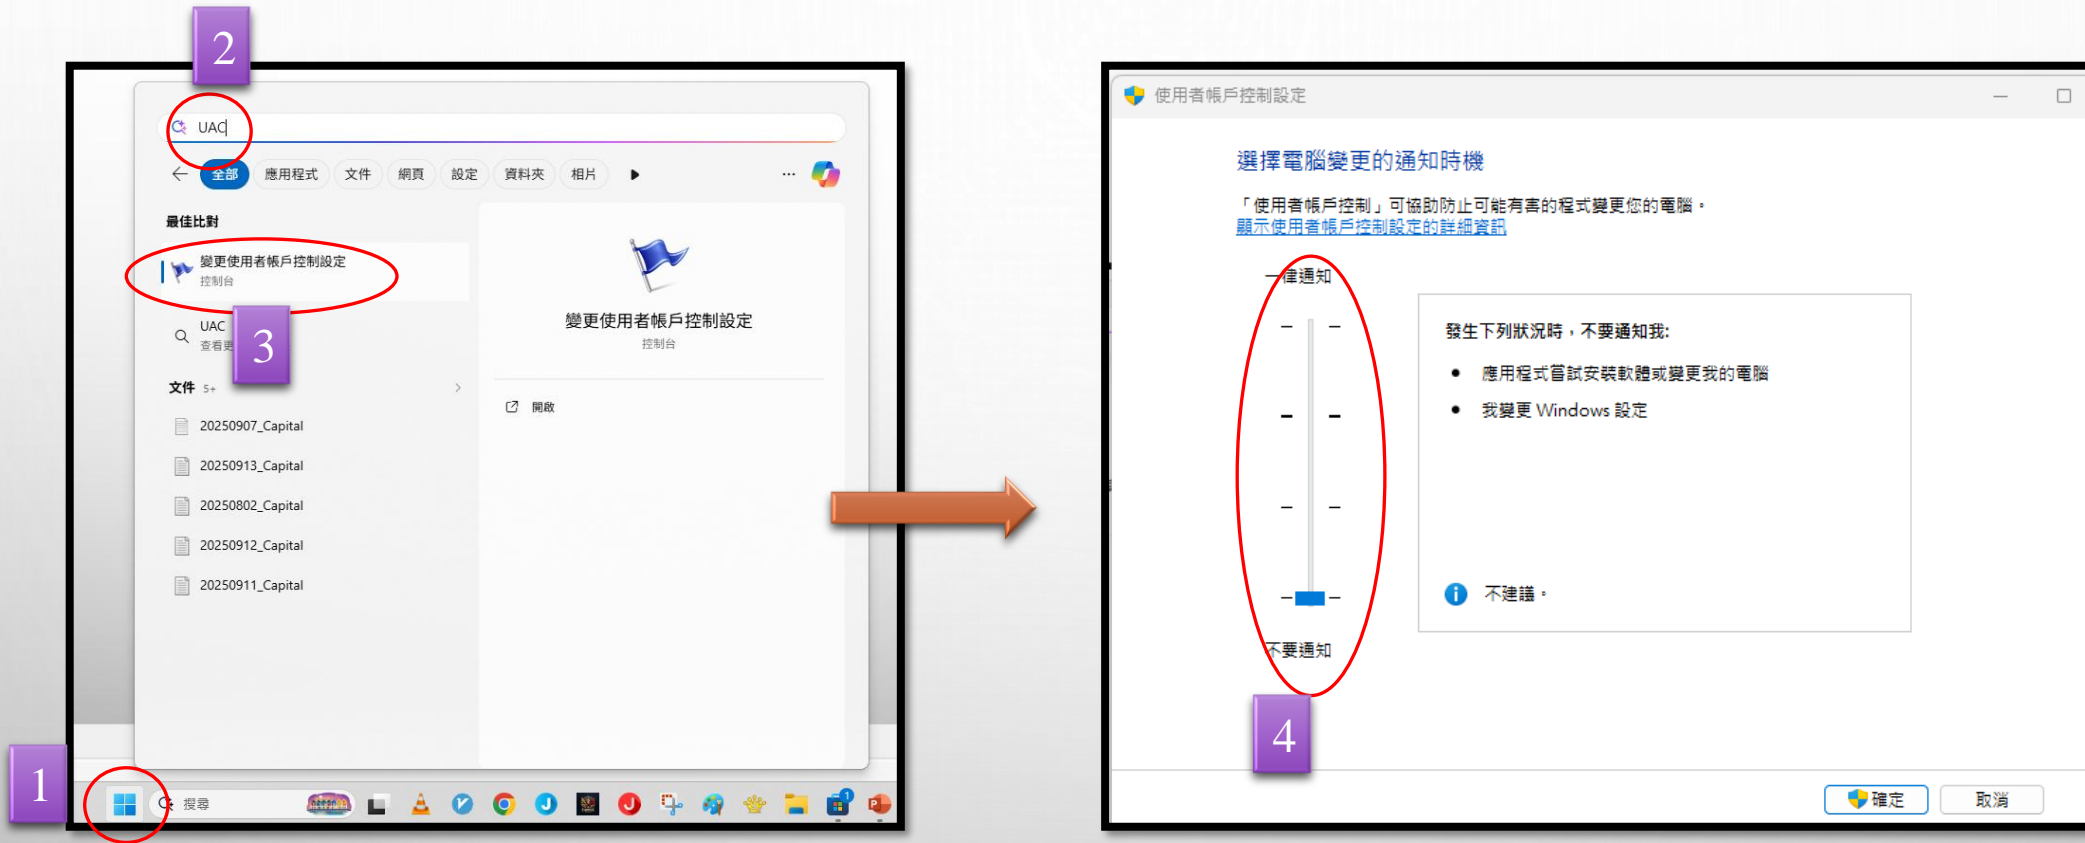 2
UAC
全部 應用程式 文件 網頁 設定 資料夾 相片
最佳比對
變更使用者帳戶控制設定
控制台
UAC
查看更
3
文件 5+
20250907_Capital
20250913_Capital
20250802_Capital
20250912_Capital
20250911_Capital
變更使用者帳戶控制設定
控制台
開啟
1
搜尋
使用者帳戶控制設定
選擇電腦變更的通知時機
「使用者帳戶控制」可協助防止可能有害的程式變更您的電腦。
顯示使用者帳戶控制設定的詳細資訊
一律通知
發生下列狀況時，不要通知我:
• 應用程式嘗試安裝軟體或變更我的電腦
• 我變更 Windows 設定
不建議。
不要通知
4
確定 取消